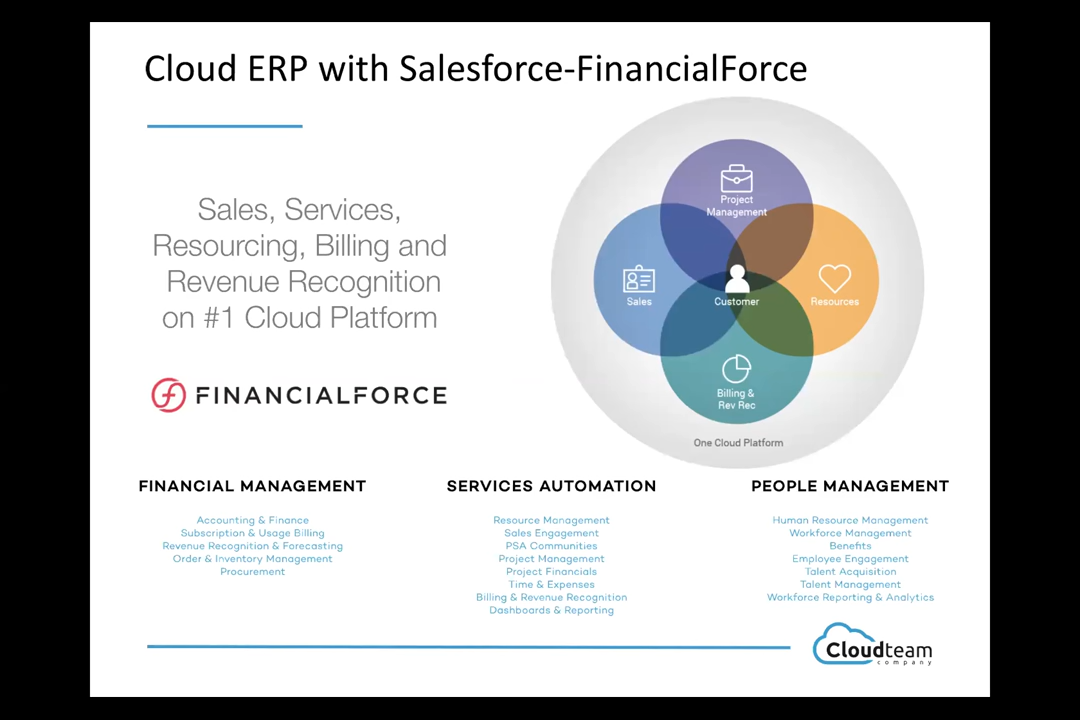 Cloud ERP with Salesforce-FinancialForce
Sales, Services,
Resourcing, Billing and
Revenue Recognition
on #1 Cloud Platform
FINANCIALFORCE
Project
Management
Sales
Customer
Resources
Billing &
Rev Rec
One Cloud Platform
FINANCIAL MANAGEMENT
Accounting & Finance
Subscription & Usage Billing
Revenue Recognition & Forecasting
Order & Inventory Management
Procurement
SERVICES AUTOMATION
Resource Management
Sales Engagement
PSA Communities
Project Management
Project Financials
Time & Expenses
Billing & Revenue Recognition
Dashboards & Reporting
PEOPLE MANAGEMENT
Human Resource Management
Workforce Management
Benefits
Employee Engagement
Talent Acquisition
Talent Management
Workforce Reporting & Analytics
Cloudteam
company